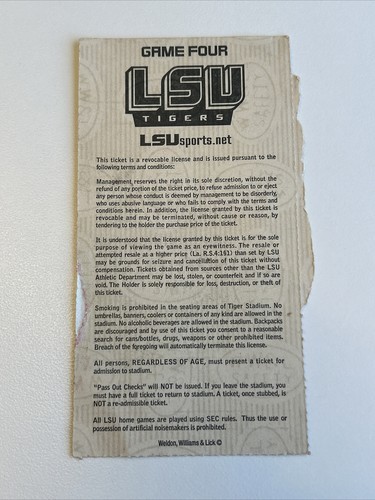 GAME FOUR
LSU
TIGERS
LSUsports.net
This ticket is a revocable license and is issued pursuant to the
following terms and conditions:
Management reserves the right in its sole discretion, without the
refund of any portion of the ticket price, to refuse admission to or eject
any person whose conduct is deemed by management to be disorderly,
who uses abusive language or who fails to comply with the terms and
conditions herein. In addition, the license granted by this ticket is
revocable and may be terminated, without cause or reason, by
tendering to the holder the purchase price of the ticket.
It is understood that the license granted by this ticket is for the sole
purpose of viewing the game as an eyewitness. The resale or
attempted resale at a higher price (La. R.S.4:161) than set by LSU
may be grounds for seizure and cancellation of this ticket without
compensation. Tickets obtained from sources other than the LSU
Athletic Department may be lost, stolen, or counterfeit and if so
void. The Holder is solely responsible for loss, destruction, or theft of
this ticket.
Smoking is prohibited in the seating areas of Tiger Stadium. No
umbrellas, banners, coolers or containers of any kind are allowed in the
stadium. No alcoholic beverages are allowed in the stadium. Backpacks
are discouraged and by use of this ticket you consent to a reasonable
search for cans/bottles, drugs, weapons or other prohibited items.
Breach of the foregoing will automatically terminate this license.
All persons, REGARDLESS OF AGE, must present a ticket for
admission to stadium.
"Pass Out Checks" will NOT be issued. If you leave the stadium, you
must have a full ticket to return to stadium. A ticket, once stubbed, is
NOT a re-admissible ticket.
All LSU home games are played using SEC rules. Thus the use or
possession of artificial noisemakers is prohibited.
Weldon, Williams & Lick ©